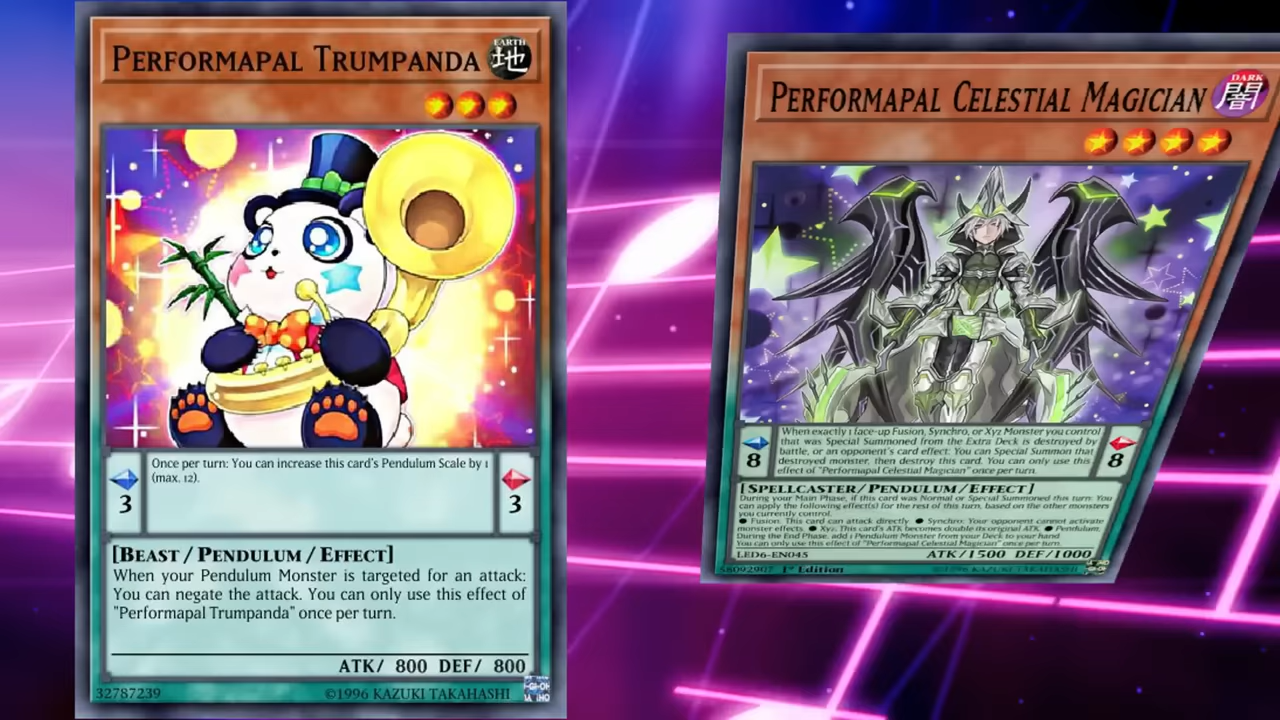 PERFORMAPAL TRUMPANDA
EARTH
地
Once per turn: You can increase this card's Pendulum Scale by 1
(max. 12).
3
3
[BEAST / PENDULUM / EFFECT]
When your Pendulum Monster is targeted for an attack:
You can negate the attack. You can only use this effect of
"Performapal Trumpanda" once per turn.
ATK/ 800 DEF/ 800
32787239
©1996 KAZUKI TAKAHASHI
PERFORMAPAL CELESTIAL MAGICIAN
DARK
闇
When exactly 1 face-up Fusion, Synchro, or Xyz Monster you control
that was Special Summoned from the Extra Deck is destroyed by
battle, or an opponent's card effect: You can Special Summon that
destroyed monster, then destroy this card. You can only use this
effect of "Performapal Celestial Magician" once per turn.
8
8
[SPELLCASTER/PENDULUM/EFFECT]
During your Main Phase, if this card was Normal or Special Summoned this turn: You
can apply the following effect(s) for the rest of this turn, based on the other monsters
you currently control.
● Fusion: This card can attack directly. ● Synchro: Your opponent cannot activate
monster effects. ● Xyz: This card's ATK becomes double its original ATK. ● Pendulum:
During the End Phase, add 1 Pendulum Monster from your Deck to your hand.
You can only use this effect of "Performapal Celestial Magician" once per turn.
LED6-EN045
ATK/1500 DEF/1000
58092907
1st Edition
©1996 KAZUKI TAKAHASHI